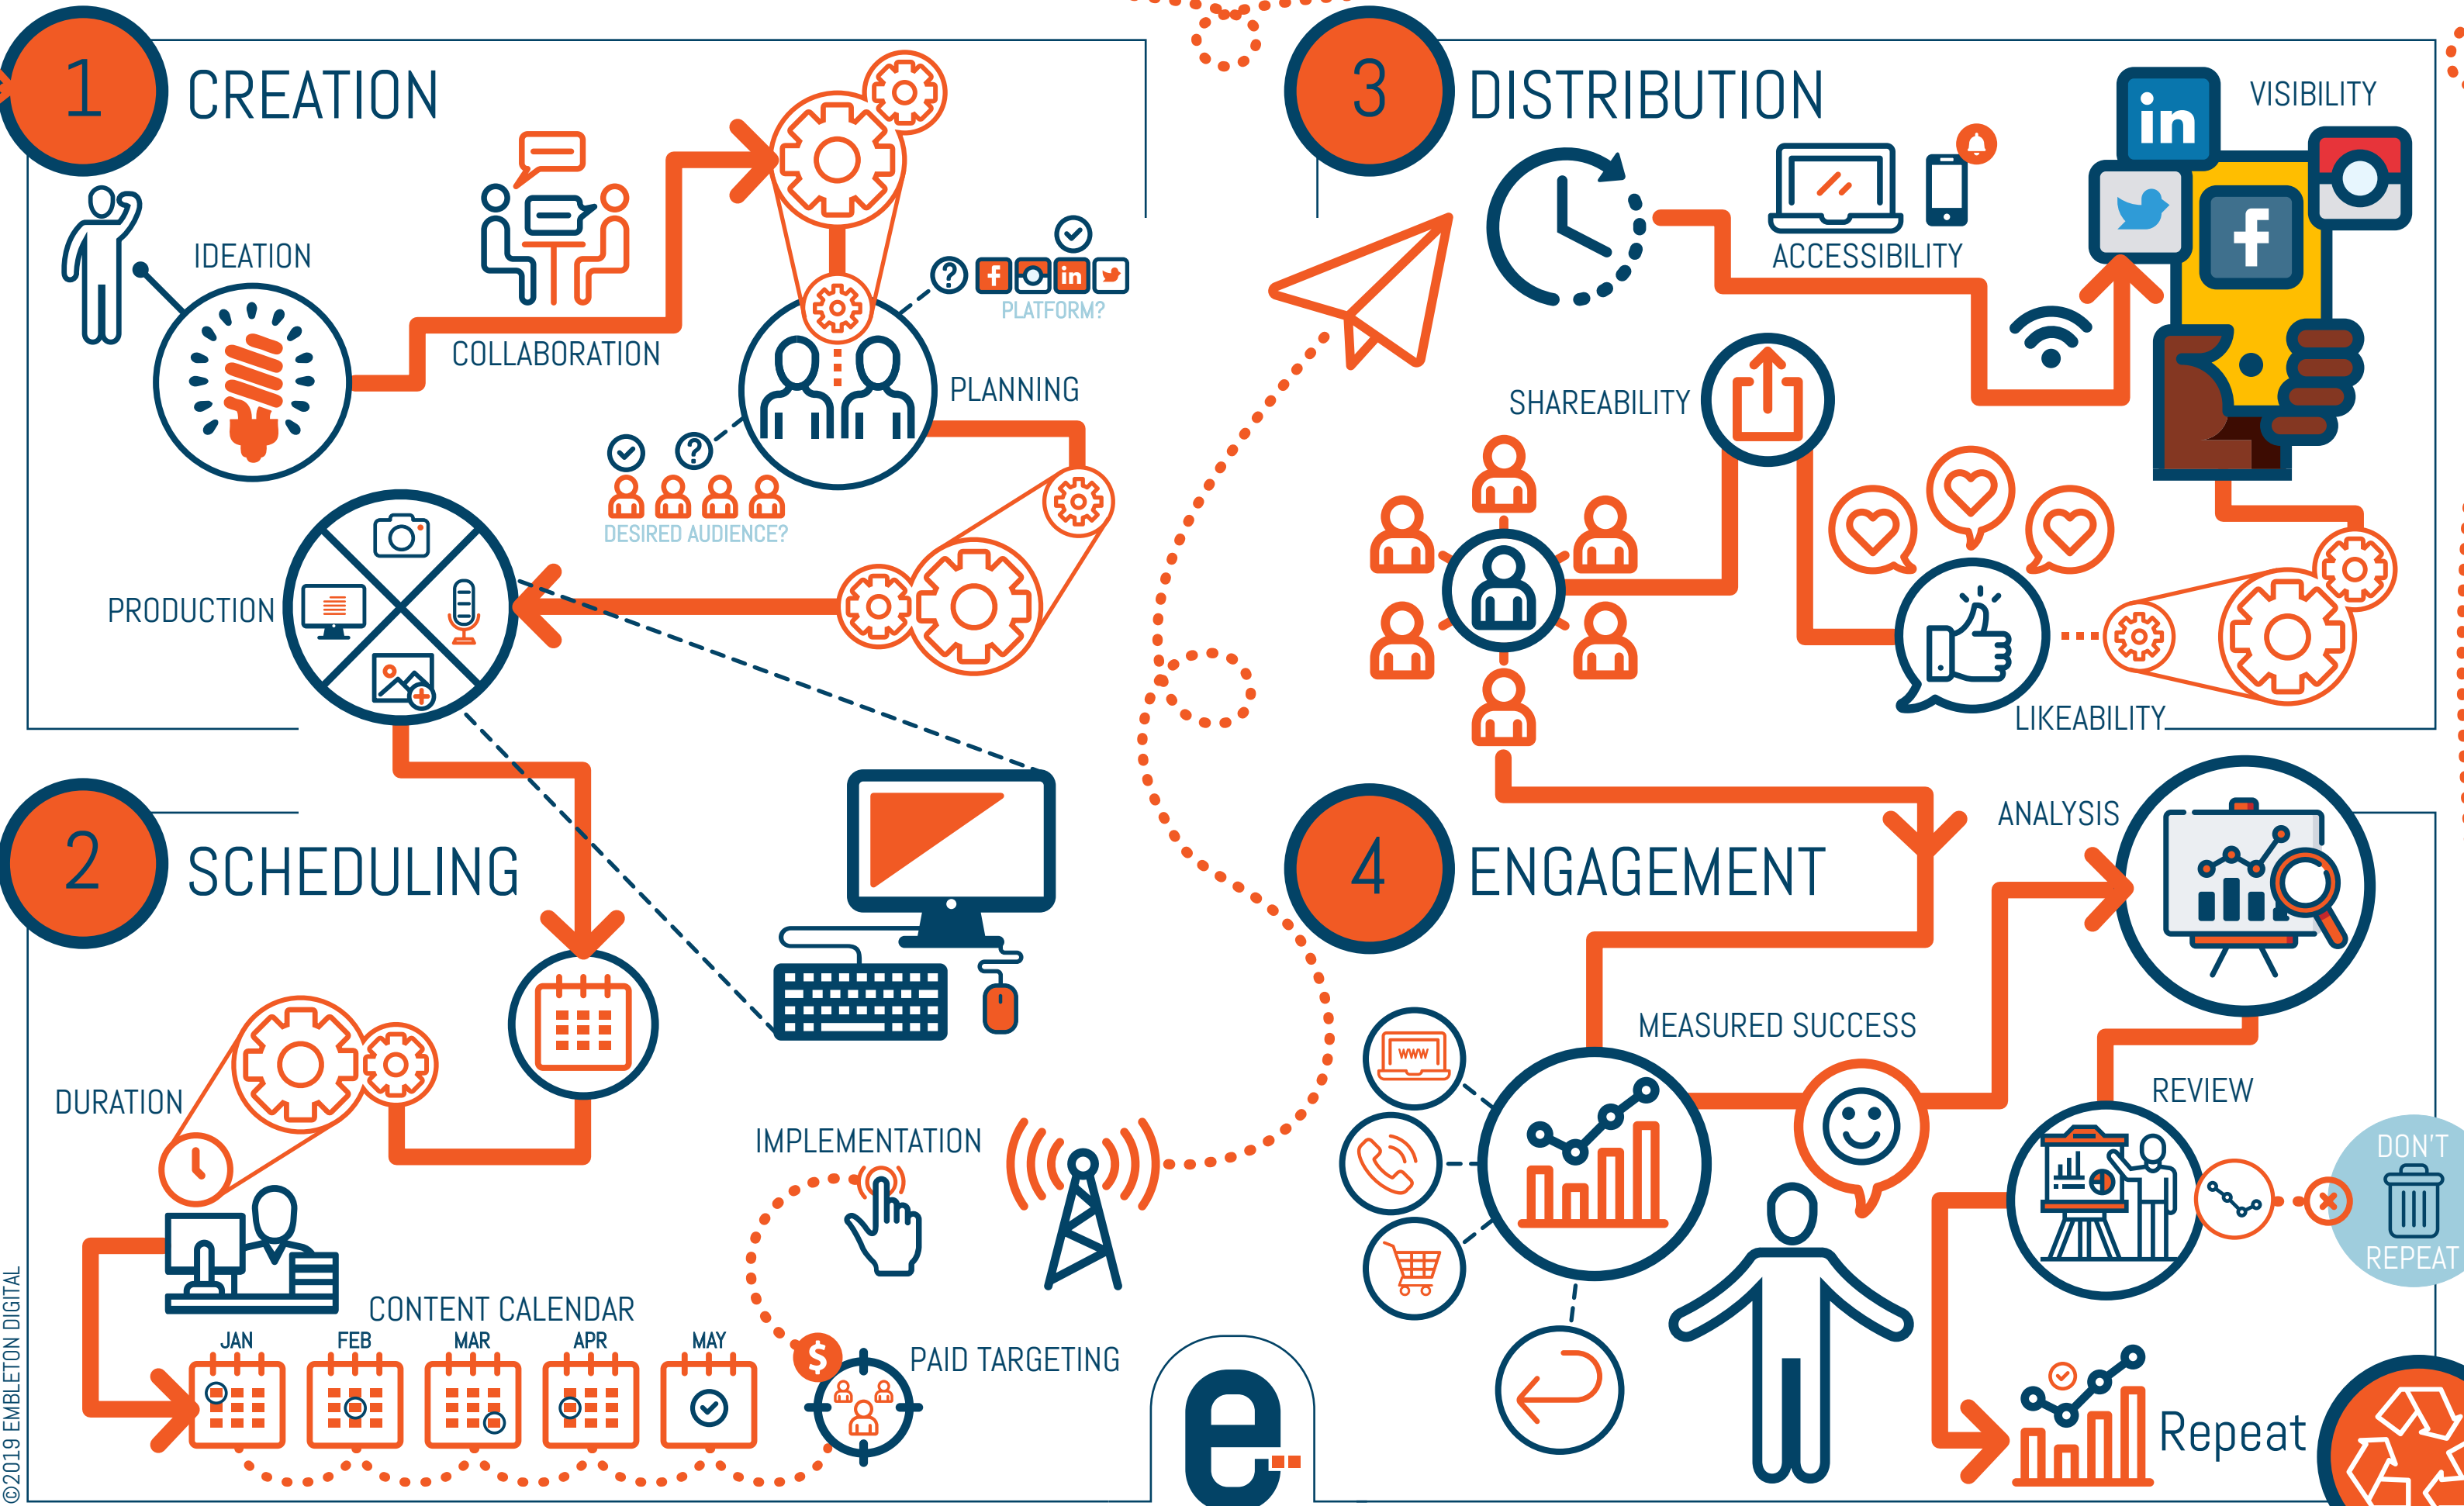 1
CREATION
IDEATION
COLLABORATION
f in
PLATFORM?
PLANNING
DESIRED AUDIENCE?
PRODUCTION
2
SCHEDULING
DURATION
CONTENT CALENDAR
JAN FEB MAR APR MAY
IMPLEMENTATION
$
PAID TARGETING
3
DISTRIBUTION
ACCESSIBILITY
VISIBILITY
in
f
SHAREABILITY
LIKEABILITY
4
ENGAGEMENT
MEASURED SUCCESS
WWW
ANALYSIS
REVIEW
DON'T
REPEAT
Repeat
e
©2019 EMBLETON DIGITAL